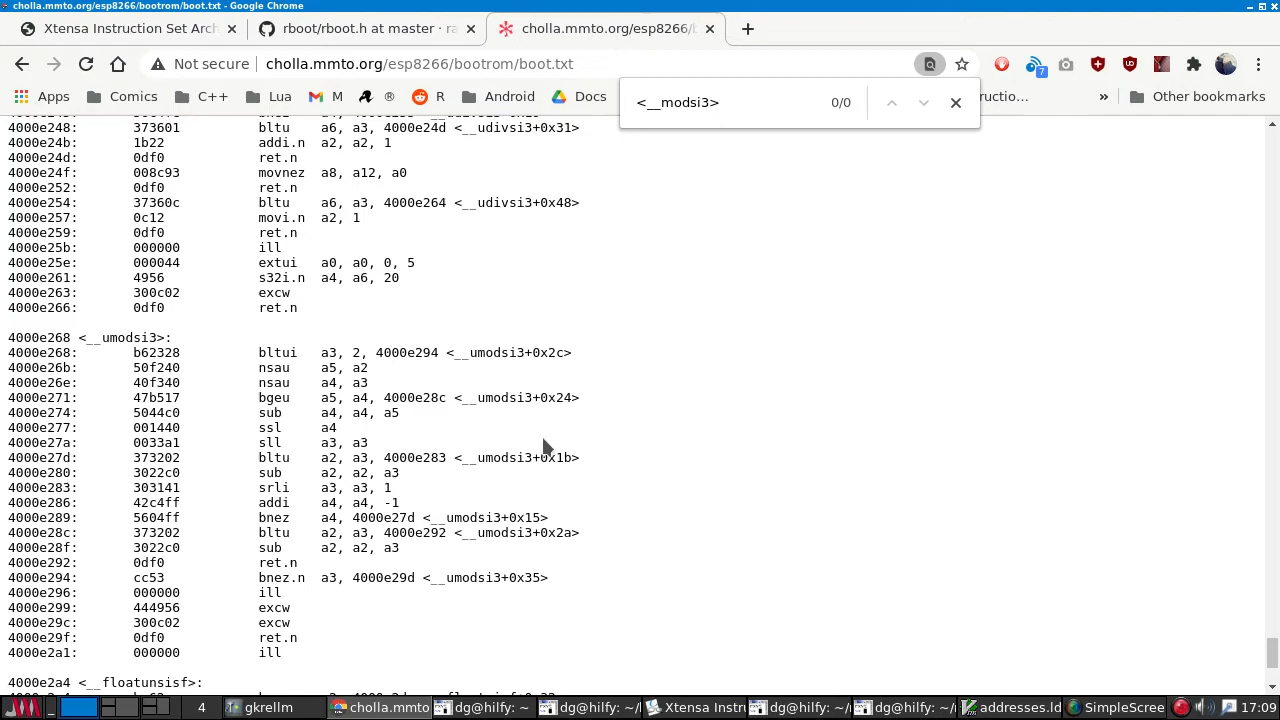 cholla.mmto.org/esp8266/bootrom/boot.txt - Google Chrome
Xtensa Instruction Set Arch
rboot/rboot.h at master · ra
cholla.mmto.org/esp8266/b
Not secure cholla.mmto.org/esp8266/bootrom/boot.txt
7
Apps Comics C++ Lua M ® R Android Docs ructio… » Other bookmarks
<__modsi3> 0/0
4000e248: 373601 bltu a6, a3, 4000e24d <__udivsi3+0x31>
4000e24b: 1b22 addi.n a2, a2, 1
4000e24d: 0df0 ret.n
4000e24f: 008c93 movnez a8, a12, a0
4000e252: 0df0 ret.n
4000e254: 37360c bltu a6, a3, 4000e264 <__udivsi3+0x48>
4000e257: 0c12 movi.n a2, 1
4000e259: 0df0 ret.n
4000e25b: 000000 ill
4000e25e: 000044 extui a0, a0, 0, 5
4000e261: 4956 s32i.n a4, a6, 20
4000e263: 300c02 excw
4000e266: 0df0 ret.n
4000e268 <__umodsi3>:
4000e268: b62328 bltui a3, 2, 4000e294 <__umodsi3+0x2c>
4000e26b: 50f240 nsau a5, a2
4000e26e: 40f340 nsau a4, a3
4000e271: 47b517 bgeu a5, a4, 4000e28c <__umodsi3+0x24>
4000e274: 5044c0 sub a4, a4, a5
4000e277: 001440 ssl a4
4000e27a: 0033a1 sll a3, a3
4000e27d: 373202 bltu a2, a3, 4000e283 <__umodsi3+0x1b>
4000e280: 3022c0 sub a2, a2, a3
4000e283: 303141 srli a3, a3, 1
4000e286: 42c4ff addi a4, a4, -1
4000e289: 5604ff bnez a4, 4000e27d <__umodsi3+0x15>
4000e28c: 373202 bltu a2, a3, 4000e292 <__umodsi3+0x2a>
4000e28f: 3022c0 sub a2, a2, a3
4000e292: 0df0 ret.n
4000e294: cc53 bnez.n a3, 4000e29d <__umodsi3+0x35>
4000e296: 000000 ill
4000e299: 444956 excw
4000e29c: 300c02 excw
4000e29f: 0df0 ret.n
4000e2a1: 000000 ill
4000e2a4 <__floatunsisf>:
4 gkrellm cholla.mmto dg@hilfy: ~ dg@hilfy: ~/ Xtensa Instr dg@hilfy: ~/ dg@hilfy: ~/ addresses.ld SimpleScree 17:09